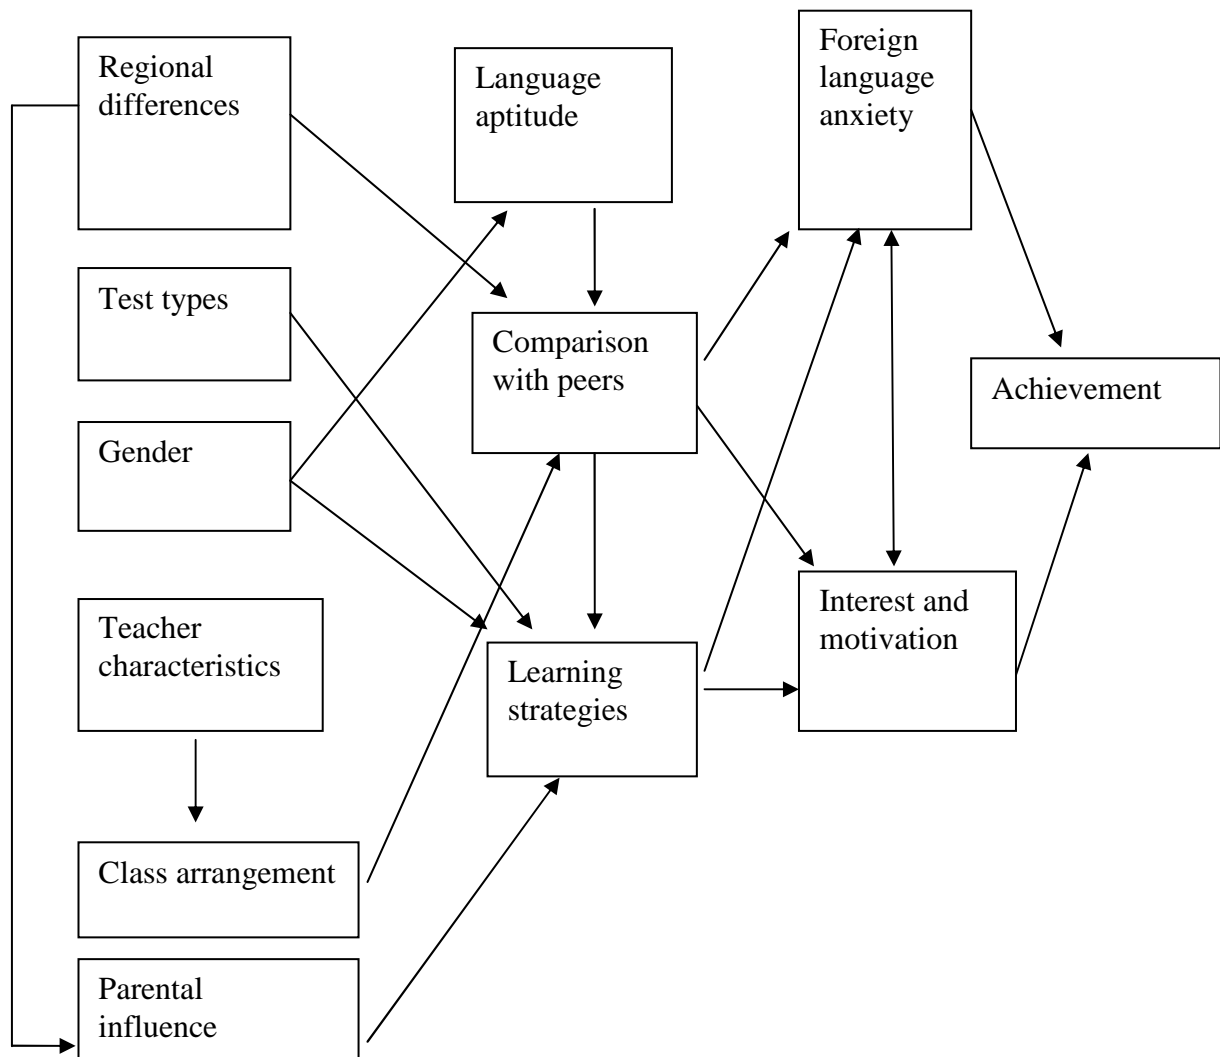 Regional
differences
Language
aptitude
Foreign
language
anxiety
Test types
Comparison
with peers
Achievement
Gender
Teacher
characteristics
Learning
strategies
Interest and
motivation
Class arrangement
Parental
influence